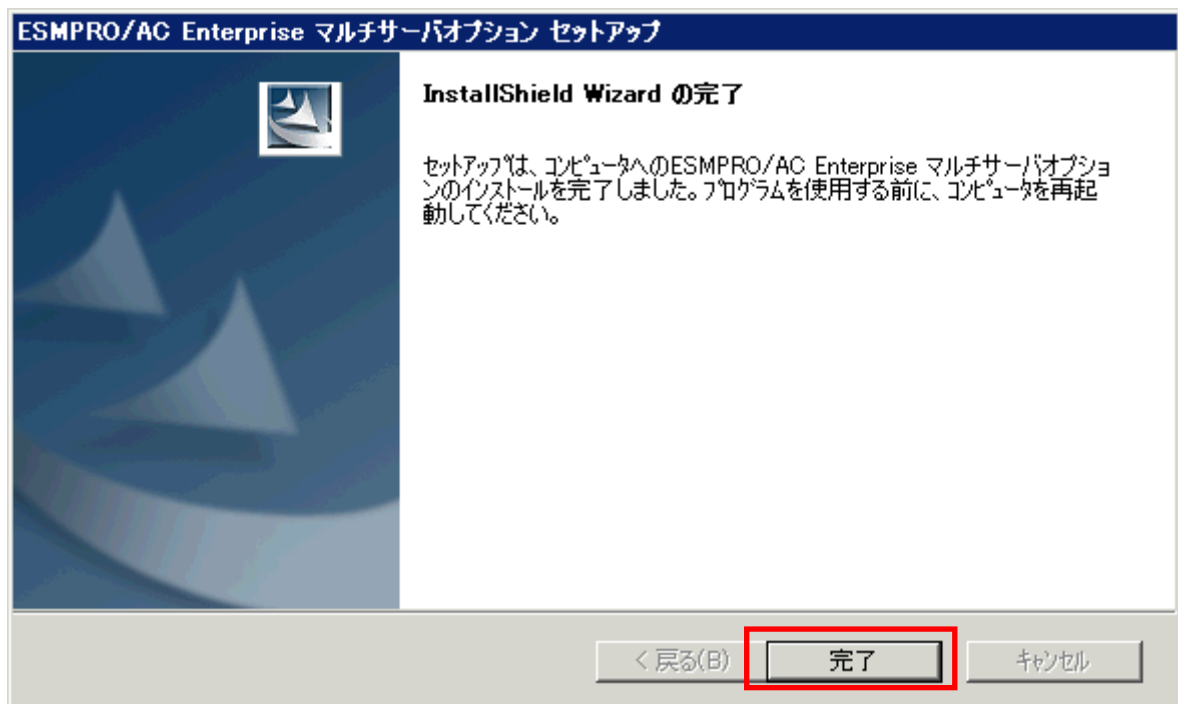 ESMPRO/AC Enterprise マルチサーバオプション セットアップ
InstallShield Wizard の完了
セットアップは、コンピュータへのESMPRO/AC Enterprise マルチサーバオプショ
ンのインストールを完了しました。プログラムを使用する前に、コンピュータを再起
動してください。
< 戻る(B)
完了
キャンセル